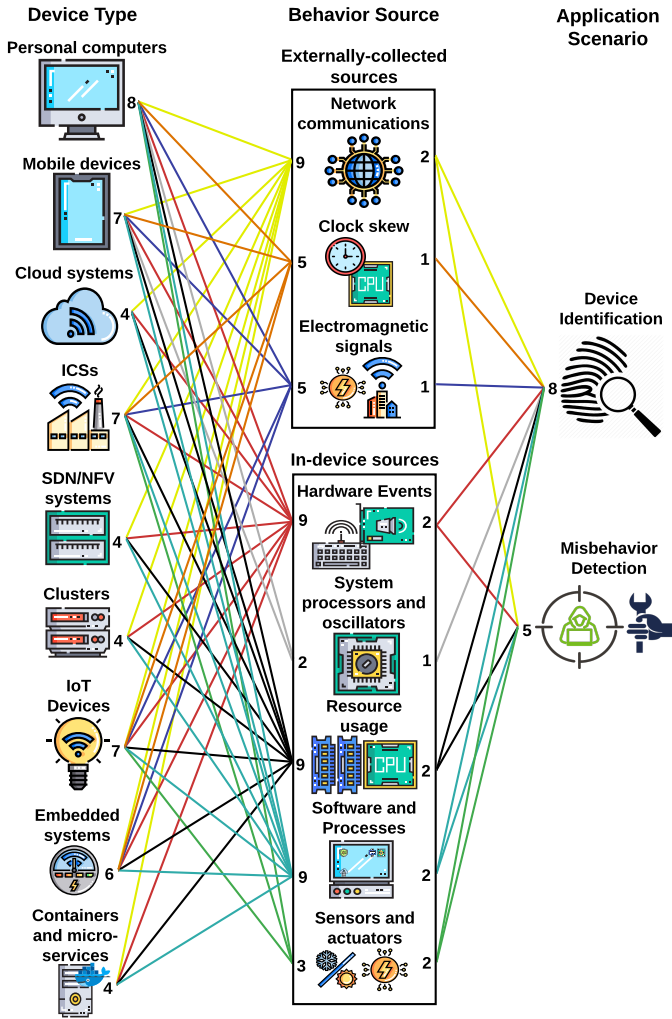 Device Type
Personal computers
8
Mobile devices
7
Cloud systems
4
ICSs
7
SDN/NFV
systems
4
Clusters
4
IoT
Devices
7
Embedded
systems
6
Containers
and micro-
services
4
Behavior Source
Externally-collected
sources
Network
communications
9
2
Clock skew
5
1
CPU
Electromagnetic
signals
5
1
In-device sources
Hardware Events
9
2
System
processors and
oscillators
2
1
Resource
usage
9
CPU
2
Software and
Processes
9
2
Sensors and
actuators
3
2
Application
Scenario
Device
Identification
8
Misbehavior
Detection
5